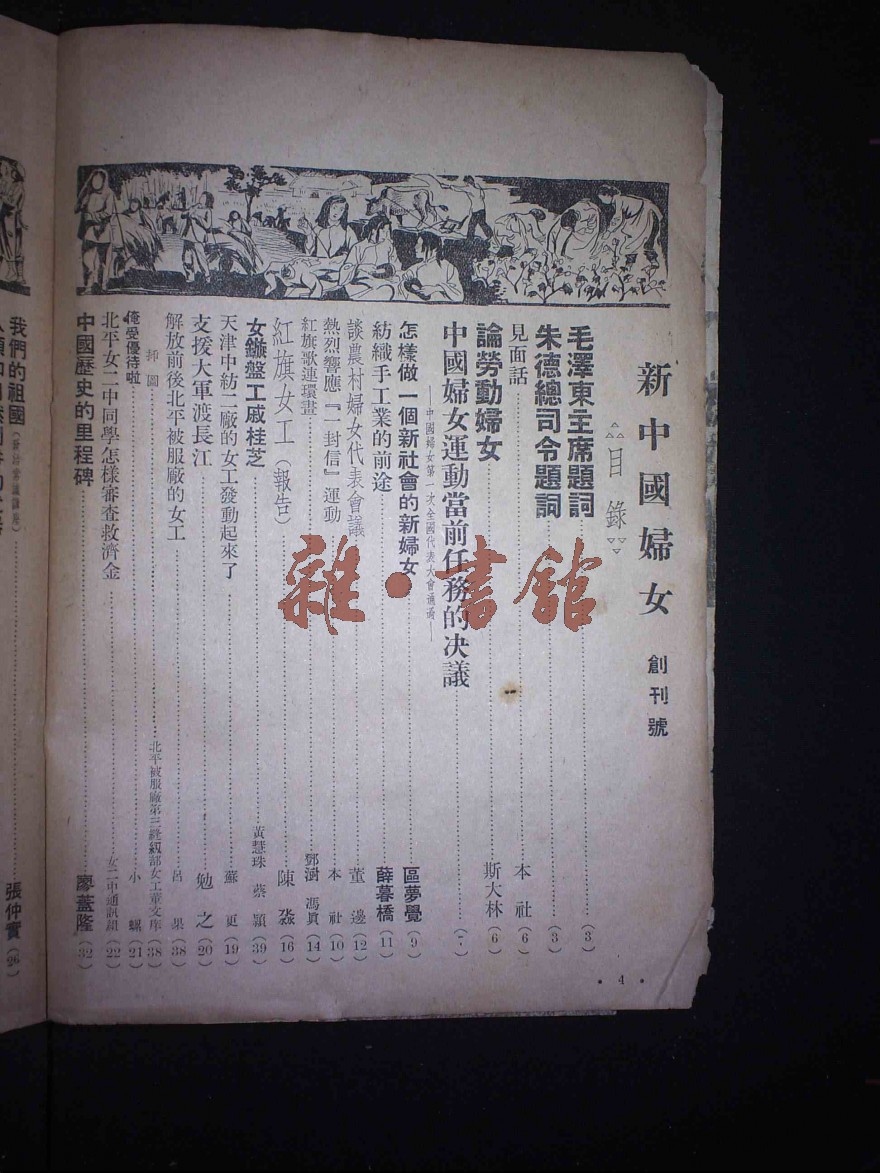 新中國婦女 創刊號
目錄
毛澤東主席題詞 (3)
朱德總司令題詞 (3)
見面話 本社 (6)
論勞動婦女 斯大林 (6)
中國婦女運動當前任務的决議 (·)
——中國婦女第一次全國代表大會通過——
怎樣做一個新社會的新婦女 區夢覺 (9)
紡織手工業的前途 薛暮橋 (11)
談農村婦女代表會議 董邊 (12)
熱烈響應『一封信』運動 本社 (10)
紅旗歌連環畫 鄧澍 馮真 (14)
紅旗女工(報告) 陳淼 (16)
女鏇盤工戚桂芝 黃慧珠 蔡穎 (39)
天津中紡二廠的女工發動起來了 蘇更 (19)
支援大軍渡長江 勉之 (20)
解放前後北平被服廠的女工 呂果 (38)
插圖 北平被服廠第三縫級部女工董文彦 (38)
俺受優待啦 小螺 (21)
北平女二中同學怎樣審查救濟金 女二中通訊組 (22)
中國歷史的里程碑 廖蓋隆 (32)
我們的祖國 張仲實 (26)
• 4 •
雜·書館